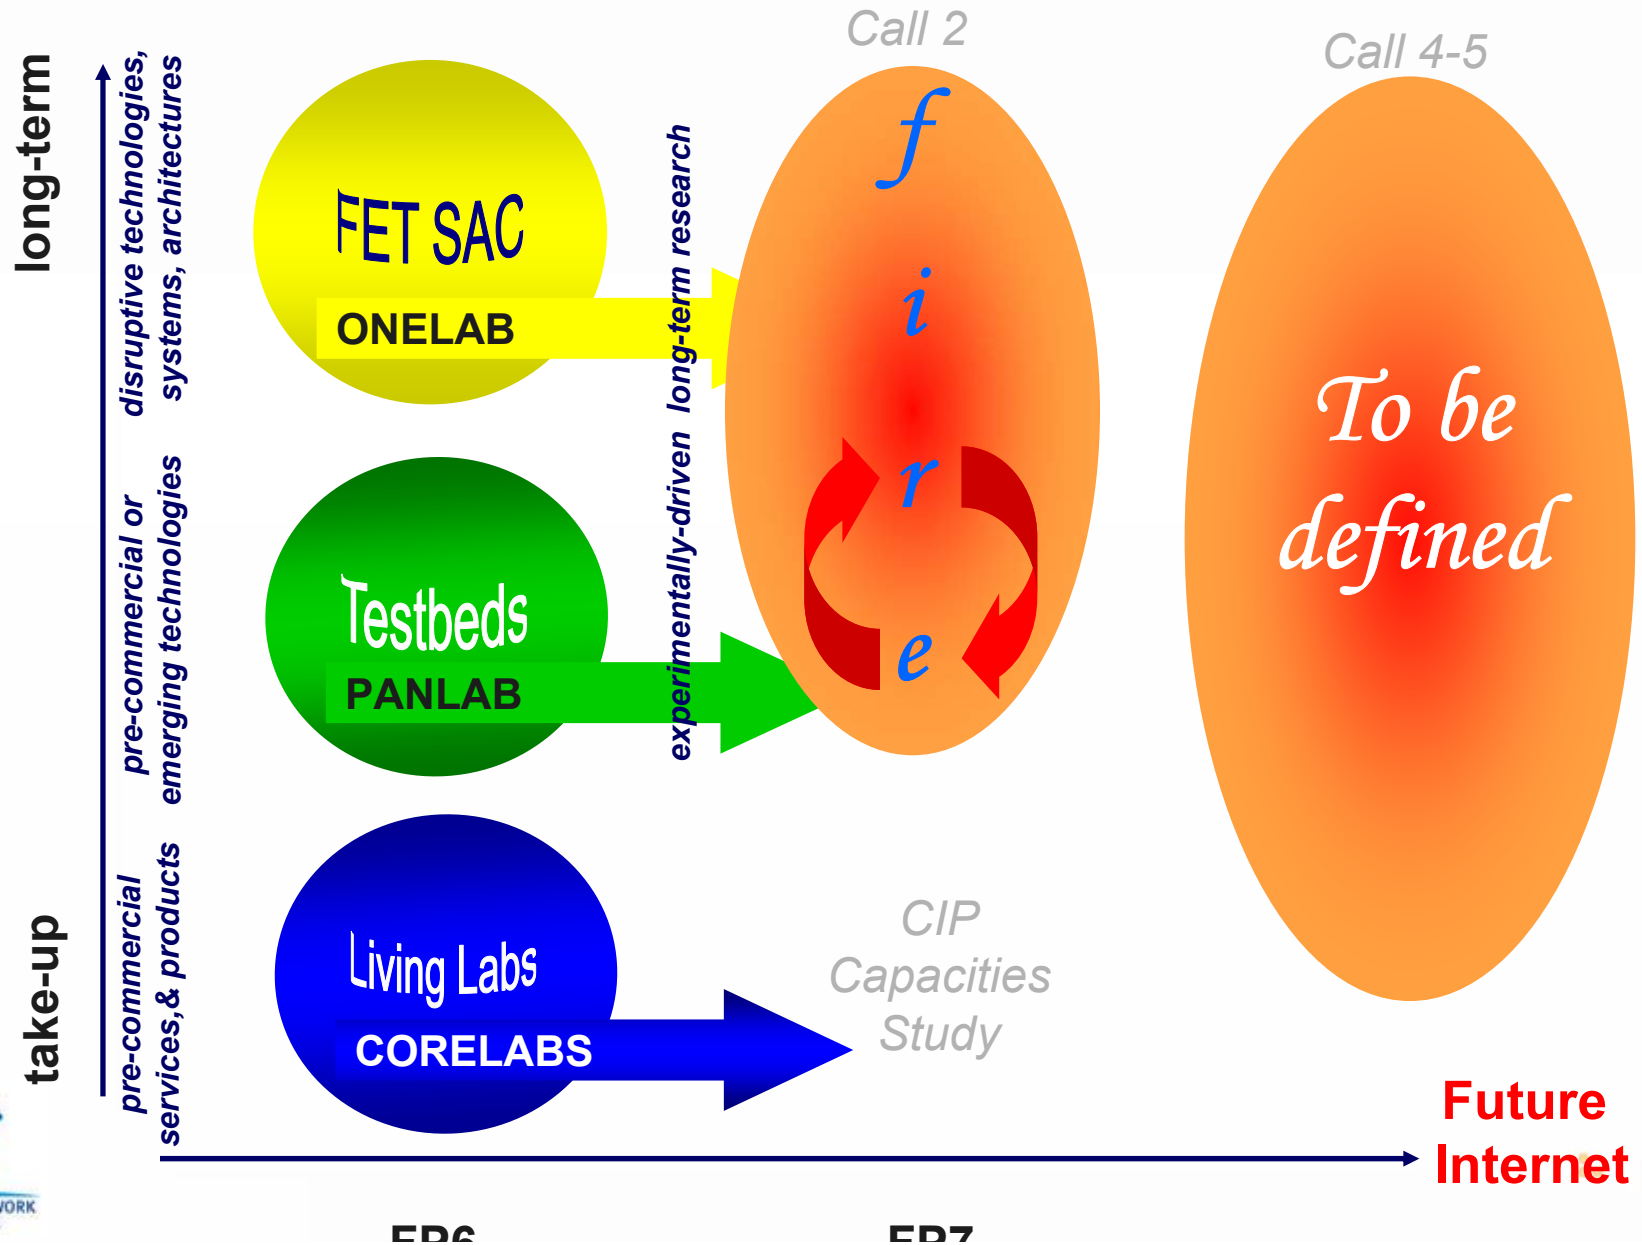 Call 2
Call 4-5
long-term
disruptive technologies,
systems, architectures
FET SAC
ONELAB
experimentally-driven long-term research
f
i
r
e
To be
defined
pre-commercial or
emerging technologies
Testbeds
PANLAB
take-up
pre-commercial
services,& products
Living Labs
CORELABS
CIP
Capacities
Study
Future
Internet
FP6
FP7